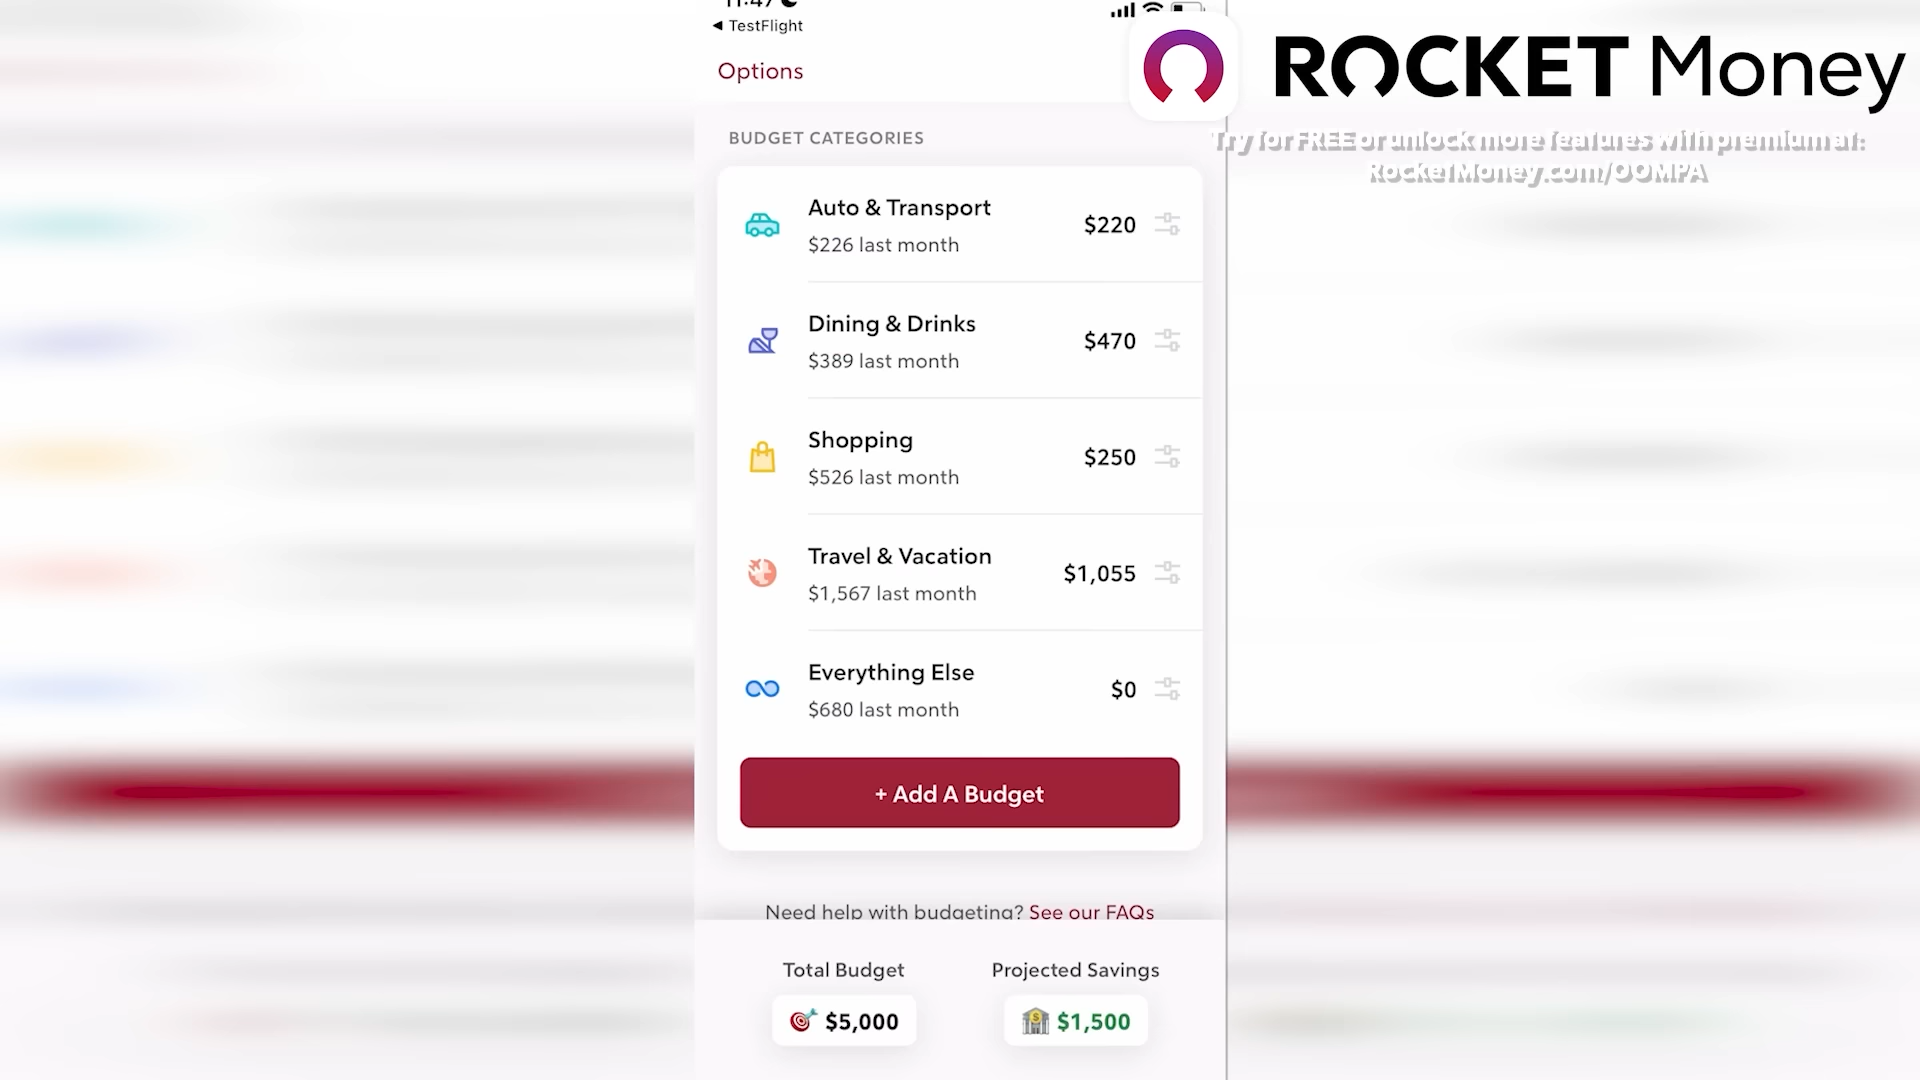 11:47
TestFlight
Options
ROCKET Money
Try for FREE or unlock more features with premium at:
RocketMoney.com/OOMPA
BUDGET CATEGORIES
Auto & Transport
$226 last month
$220
Dining & Drinks
$389 last month
$470
Shopping
$526 last month
$250
Travel & Vacation
$1,567 last month
$1,055
Everything Else
$680 last month
$0
+ Add A Budget
Need help with budgeting? See our FAQs
Total Budget
$5,000
Projected Savings
$1,500